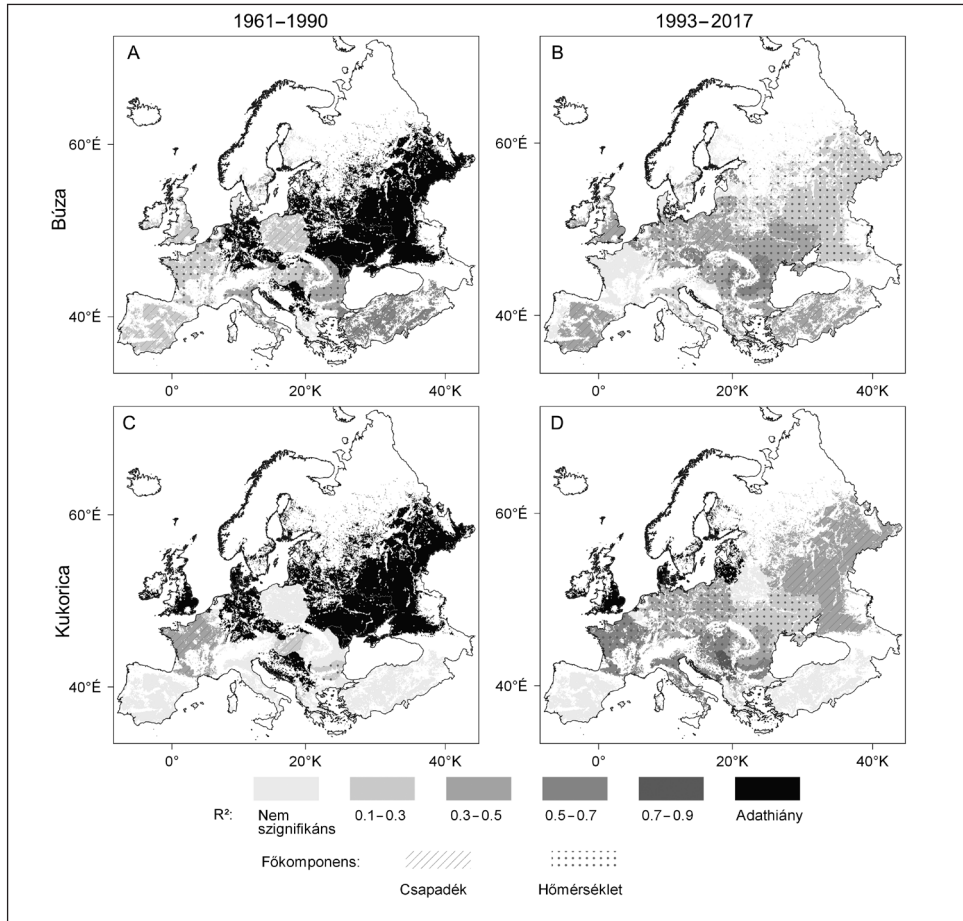 1961–1990
1993–2017
A
B
60°É
60°É
Búza
40°É
40°É
0°
20°K
40°K
0°
20°K
40°K
C
D
60°É
60°É
Kukorica
40°É
40°É
0°
20°K
40°K
0°
20°K
40°K
R²:
Nem szignifikáns
0.1–0.3
0.3–0.5
0.5–0.7
0.7–0.9
Adathiány
Főkomponens:
Csapadék
Hőmérséklet